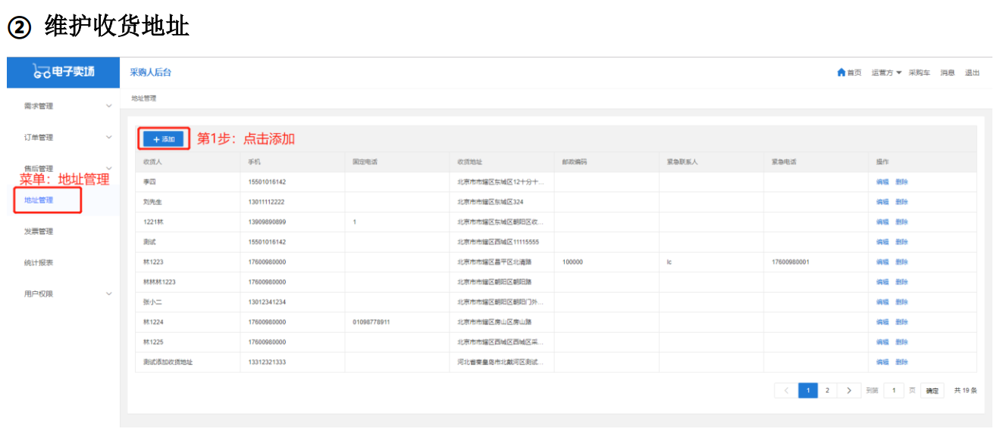 ② 维护收货地址
电子卖场 采购人后台 首页 运营方 采购车 消息 退出
需求管理 地址管理
订单管理 + 添加 第1步：点击添加
售后管理 收货人 手机 固定电话 收货地址 邮政编码 紧急联系人 紧急电话 操作
菜单：地址管理
李四 15501016142 北京市市辖区东城区12十分十... 编辑 删除
地址管理 刘先生 13011112222 北京市市辖区东城区324 编辑 删除
1221林 13909890899 1 北京市市辖区东城区朝阳区收... 编辑 删除
发票管理
测试 15501016142 北京市市辖区西城区11115555 编辑 删除
统计报表 林1223 17600980000 北京市市辖区昌平区北清路 100000 lc 17600980001 编辑 删除
林林林1223 17600980000 北京市市辖区朝阳区朝阳路 编辑 删除
用户权限
张小二 13012341234 北京市市辖区朝阳区朝阳门外... 编辑 删除
林1224 17600980000 01098778911 北京市市辖区房山区房山路 编辑 删除
林1225 17600980000 北京市市辖区西城区西城区采... 编辑 删除
测试添加收货地址 13312321333 河北省秦皇岛市北戴河区测试... 编辑 删除
< 1 2 > 到第 1 页 确定 共 19 条